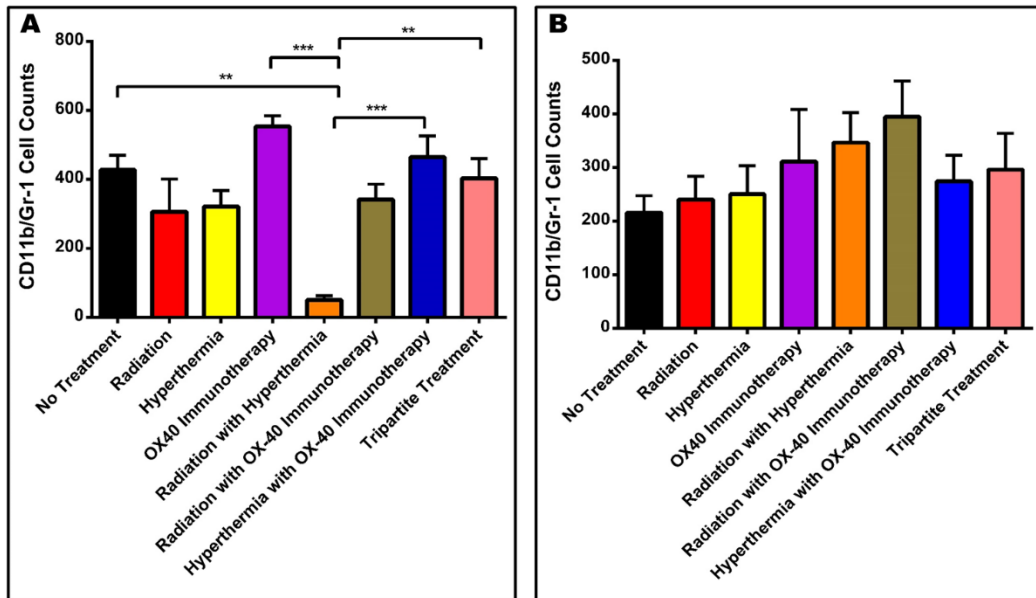 A
CD11b/Gr-1 Cell Counts
800
600
400
200
0
**
***
**
***
No Treatment
Radiation
Hyperthermia
OX40 Immunotherapy
Radiation with Hyperthermia
Radiation with OX-40 Immunotherapy
Hyperthermia with OX-40 Immunotherapy
Tripartite Treatment
B
CD11b/Gr-1 Cell Counts
500
400
300
200
100
0
No Treatment
Radiation
Hyperthermia
OX40 Immunotherapy
Radiation with Hyperthermia
Radiation with OX-40 Immunotherapy
Hyperthermia with OX-40 Immunotherapy
Tripartite Treatment